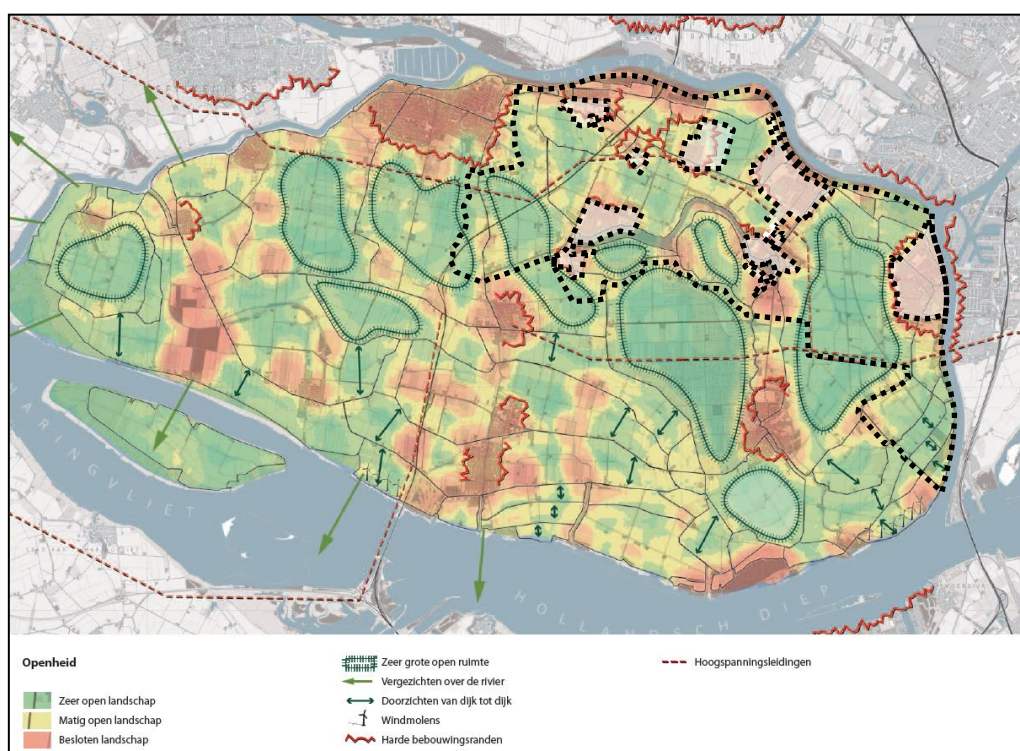 BARENDRECHT
HARINGVLIET
HOLLANDSCH DIEP
Openheid
Zeer open landschap
Matig open landschap
Besloten landschap
Zeer grote open ruimte
Vergezichten over de rivier
Doorzichten van dijk tot dijk
Windmolens
Harde bebouwingsranden
Hoogspanningsleidingen